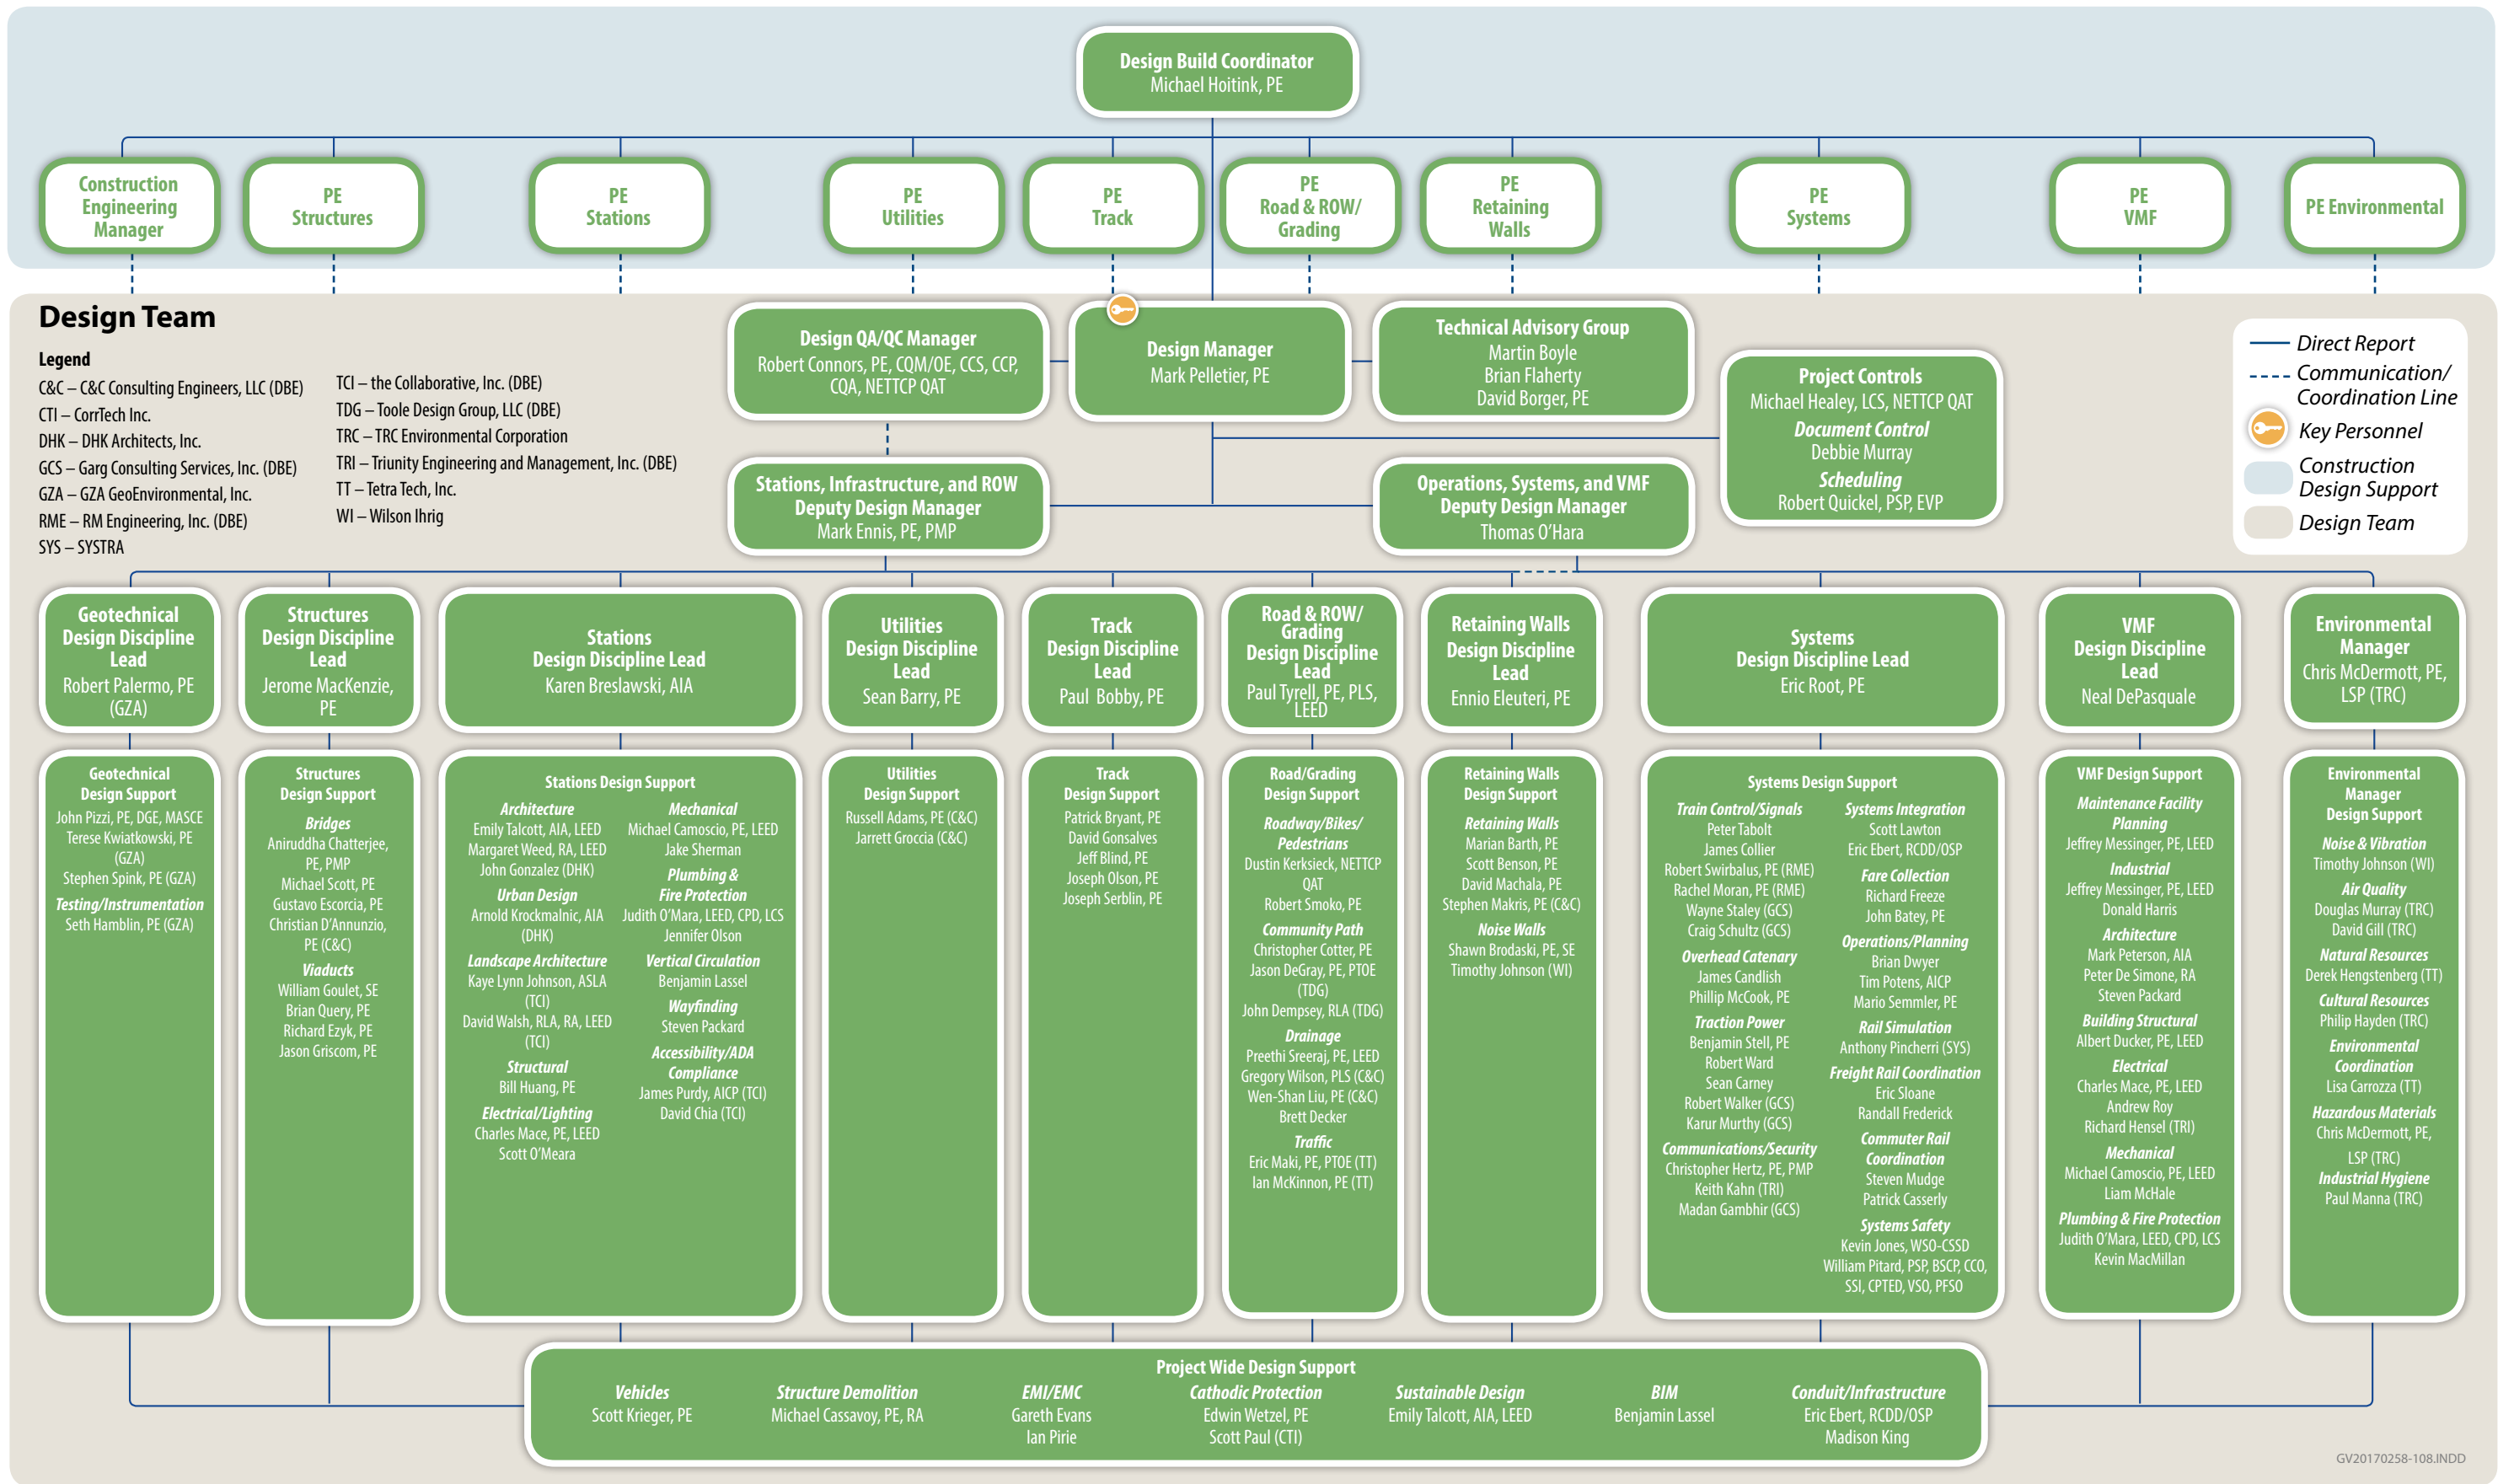 Design Build Coordinator
Michael Hoitink, PE
Construction
Engineering
Manager
PE
Structures
PE
Stations
PE
Utilities
PE
Track
PE
Road & ROW/
Grading
PE
Retaining
Walls
PE
Systems
PE
VMF
PE Environmental
Design Team
Legend
C&C – C&C Consulting Engineers, LLC (DBE)
CTI – CorrTech Inc.
DHK – DHK Architects, Inc.
GCS – Garg Consulting Services, Inc. (DBE)
GZA – GZA GeoEnvironmental, Inc.
RME – RM Engineering, Inc. (DBE)
SYS – SYSTRA
TCI – the Collaborative, Inc. (DBE)
TDG – Toole Design Group, LLC (DBE)
TRC – TRC Environmental Corporation
TRI – Triunity Engineering and Management, Inc. (DBE)
TT – Tetra Tech, Inc.
WI – Wilson Ihrig
Design QA/QC Manager
Robert Connors, PE, CQM/OE, CCS, CCP,
CQA, NETTCP QAT
Design Manager
Mark Pelletier, PE
Technical Advisory Group
Martin Boyle
Brian Flaherty
David Borger, PE
Project Controls
Michael Healey, LCS, NETTCP QAT
Document Control
Debbie Murray
Scheduling
Robert Quickel, PSP, EVP
Direct Report
Communication/
Coordination Line
Key Personnel
Construction
Design Support
Design Team
Stations, Infrastructure, and ROW
Deputy Design Manager
Mark Ennis, PE, PMP
Operations, Systems, and VMF
Deputy Design Manager
Thomas O'Hara
Geotechnical
Design Discipline
Lead
Robert Palermo, PE
(GZA)
Structures
Design Discipline
Lead
Jerome MacKenzie,
PE
Stations
Design Discipline Lead
Karen Breslawski, AIA
Utilities
Design Discipline
Lead
Sean Barry, PE
Track
Design Discipline
Lead
Paul Bobby, PE
Road & ROW/
Grading
Design Discipline
Lead
Paul Tyrell, PE, PLS,
LEED
Retaining Walls
Design Discipline
Lead
Ennio Eleuteri, PE
Systems
Design Discipline Lead
Eric Root, PE
VMF
Design Discipline
Lead
Neal DePasquale
Environmental
Manager
Chris McDermott, PE,
LSP (TRC)
Geotechnical
Design Support
John Pizzi, PE, DGE, MASCE
Terese Kwiatkowski, PE
(GZA)
Stephen Spink, PE (GZA)
Testing/Instrumentation
Seth Hamblin, PE (GZA)
Structures
Design Support
Bridges
Aniruddha Chatterjee,
PE, PMP
Michael Scott, PE
Gustavo Escorcia, PE
Christian D'Annunzio,
PE (C&C)
Viaducts
William Goulet, SE
Brian Query, PE
Richard Ezyk, PE
Jason Griscom, PE
Stations Design Support
Architecture
Emily Talcott, AIA, LEED
Margaret Weed, RA, LEED
John Gonzalez (DHK)
Urban Design
Arnold Krockmalnic, AIA
(DHK)
Landscape Architecture
Kaye Lynn Johnson, ASLA
(TCI)
David Walsh, RLA, RA, LEED
(TCI)
Structural
Bill Huang, PE
Electrical/Lighting
Charles Mace, PE, LEED
Scott O'Meara
Mechanical
Michael Camoscio, PE, LEED
Jake Sherman
Plumbing &
Fire Protection
Judith O'Mara, LEED, CPD, LCS
Jennifer Olson
Vertical Circulation
Benjamin Lassel
Wayfinding
Steven Packard
Accessibility/ADA
Compliance
James Purdy, AICP (TCI)
David Chia (TCI)
Utilities
Design Support
Russell Adams, PE (C&C)
Jarrett Groccia (C&C)
Track
Design Support
Patrick Bryant, PE
David Gonsalves
Jeff Blind, PE
Joseph Olson, PE
Joseph Serblin, PE
Road/Grading
Design Support
Roadway/Bikes/
Pedestrians
Dustin Kerksieck, NETTCP
QAT
Robert Smoko, PE
Community Path
Christopher Cotter, PE
Jason DeGray, PE, PTOE
(TDG)
John Dempsey, RLA (TDG)
Drainage
Preethi Sreeraj, PE, LEED
Gregory Wilson, PLS (C&C)
Wen-Shan Liu, PE (C&C)
Brett Decker
Traffic
Eric Maki, PE, PTOE (TT)
Ian McKinnon, PE (TT)
Retaining Walls
Design Support
Retaining Walls
Marian Barth, PE
Scott Benson, PE
David Machala, PE
Stephen Makris, PE (C&C)
Noise Walls
Shawn Brodaski, PE, SE
Timothy Johnson (WI)
Systems Design Support
Train Control/Signals
Peter Tabolt
James Collier
Robert Swirbalus, PE (RME)
Rachel Moran, PE (RME)
Wayne Staley (GCS)
Craig Schultz (GCS)
Overhead Catenary
James Candlish
Phillip McCook, PE
Traction Power
Benjamin Stell, PE
Robert Ward
Sean Carney
Robert Walker (GCS)
Karur Murthy (GCS)
Communications/Security
Christopher Hertz, PE, PMP
Keith Kahn (TRI)
Madan Gambhir (GCS)
Systems Integration
Scott Lawton
Eric Ebert, RCDD/OSP
Fare Collection
Richard Freeze
John Batey, PE
Operations/Planning
Brian Dwyer
Tim Potens, AICP
Mario Semmler, PE
Rail Simulation
Anthony Pincherri (SYS)
Freight Rail Coordination
Eric Sloane
Randall Frederick
Commuter Rail
Coordination
Steven Mudge
Patrick Casserly
Systems Safety
Kevin Jones, WSO-CSSD
William Pitard, PSP, BSCP, CCO,
SSI, CPTED, VSO, PFSO
VMF Design Support
Maintenance Facility
Planning
Jeffrey Messinger, PE, LEED
Industrial
Jeffrey Messinger, PE, LEED
Donald Harris
Architecture
Mark Peterson, AIA
Peter De Simone, RA
Steven Packard
Building Structural
Albert Ducker, PE, LEED
Electrical
Charles Mace, PE, LEED
Andrew Roy
Richard Hensel (TRI)
Mechanical
Michael Camoscio, PE, LEED
Liam McHale
Plumbing & Fire Protection
Judith O'Mara, LEED, CPD, LCS
Kevin MacMillan
Environmental
Manager
Design Support
Noise & Vibration
Timothy Johnson (WI)
Air Quality
Douglas Murray (TRC)
David Gill (TRC)
Natural Resources
Derek Hengstenberg (TT)
Cultural Resources
Philip Hayden (TRC)
Environmental
Coordination
Lisa Carrozza (TT)
Hazardous Materials
Chris McDermott, PE,
LSP (TRC)
Industrial Hygiene
Paul Manna (TRC)
Project Wide Design Support
Vehicles
Scott Krieger, PE
Structure Demolition
Michael Cassavoy, PE, RA
EMI/EMC
Gareth Evans
Ian Pirie
Cathodic Protection
Edwin Wetzel, PE
Scott Paul (CTI)
Sustainable Design
Emily Talcott, AIA, LEED
BIM
Benjamin Lassel
Conduit/Infrastructure
Eric Ebert, RCDD/OSP
Madison King
GV20170258-108.INDD